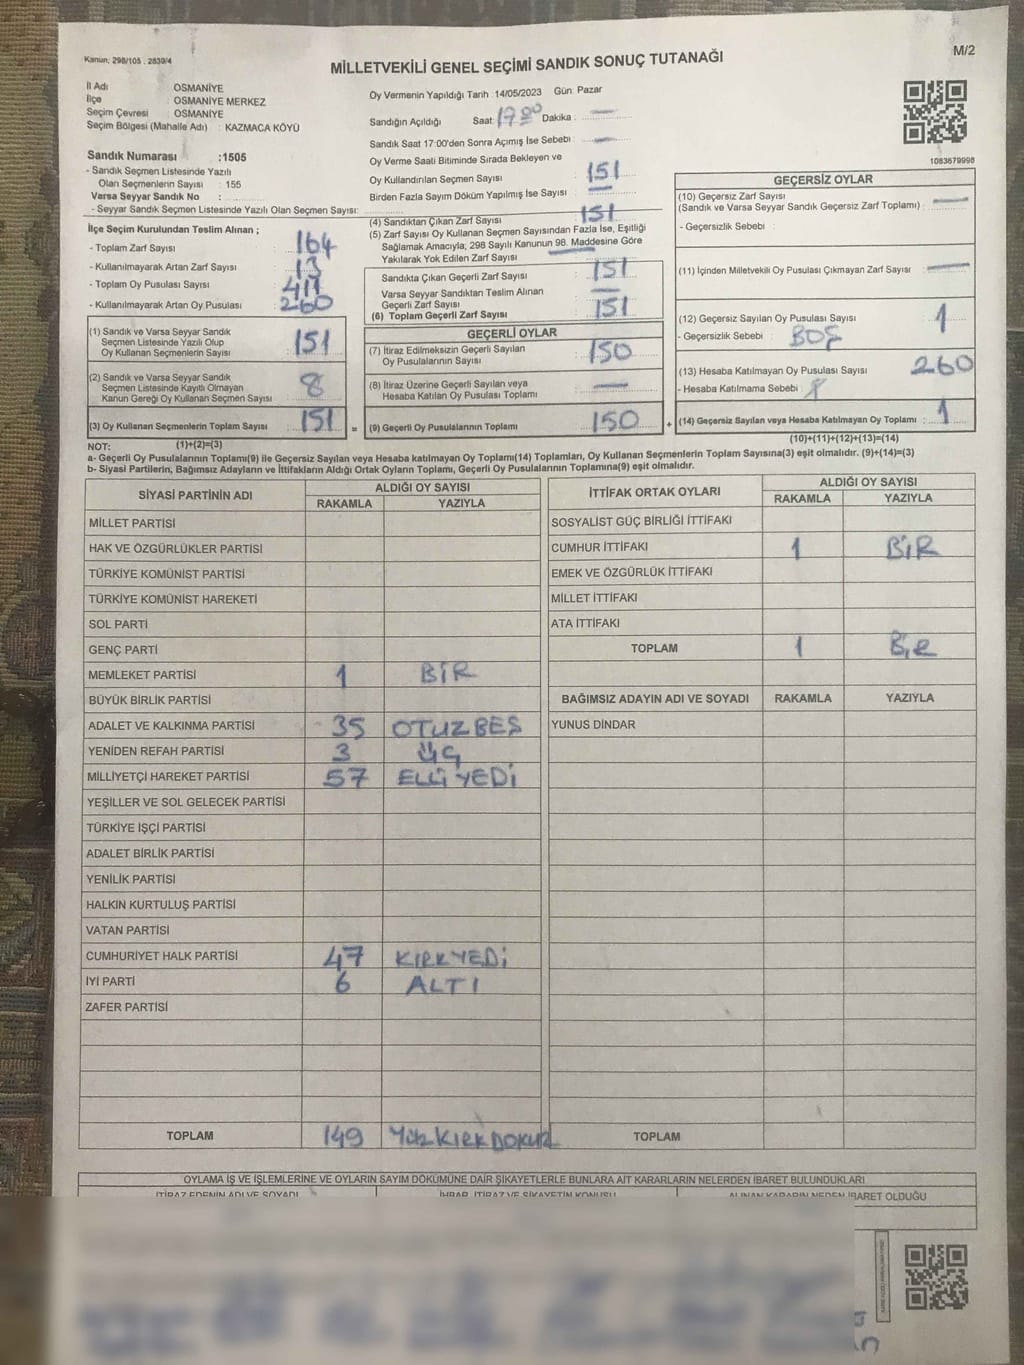 Kanun; 298/105 . 2839/4
M/2
MİLLETVEKİLİ GENEL SEÇİMİ SANDIK SONUÇ TUTANAĞI
İl Adı : OSMANİYE
İlçe : OSMANİYE MERKEZ
Seçim Çevresi : OSMANİYE
Seçim Bölgesi (Mahalle Adı) : KAZMACA KÖYÜ
Sandık Numarası :1505
- Sandık Seçmen Listesinde Yazılı
Olan Seçmenlerin Sayısı : 155
Varsa Seyyar Sandık No :
- Seyyar Sandık Seçmen Listesinde Yazılı Olan Seçmen Sayısı:
İlçe Seçim Kurulundan Teslim Alınan ;
- Toplam Zarf Sayısı 164
- Kullanılmayarak Artan Zarf Sayısı 13
- Toplam Oy Pusulası Sayısı 411
- Kullanılmayarak Artan Oy Pusulası 260
(1) Sandık ve Varsa Seyyar Sandık
Seçmen Listesinde Yazılı Olup
Oy Kullanan Seçmenlerin Sayısı 151
(2) Sandık ve Varsa Seyyar Sandık
Seçmen Listesinde Kayıtlı Olmayan
Kanun Gereği Oy Kullanan Seçmen Sayısı 8
(3) Oy Kullanan Seçmenlerin Toplam Sayısı 151 =
(1)+(2)=(3)
Oy Vermenin Yapıldığı Tarih :14/05/2023 Gün: Pazar
Sandığın Açıldığı Saat: Dakika :
Sandık Saat 17:00'den Sonra Açımış İse Sebebi :
Oy Verme Saati Bitiminde Sırada Bekleyen ve
Oy Kullandırılan Seçmen Sayısı : 151
Birden Fazla Sayım Döküm Yapılmış İse Sayısı :
(4) Sandıktan Çıkan Zarf Sayısı 151
(5) Zarf Sayısı Oy Kullanan Seçmen Sayısından Fazla İse, Eşitliği
Sağlamak Amacıyla, 298 Sayılı Kanunun 98. Maddesine Göre
Yakılarak Yok Edilen Zarf Sayısı
Sandıkta Çıkan Geçerli Zarf Sayısı 151
Varsa Seyyar Sandıktan Teslim Alınan
Geçerli Zarf Sayısı
(6) Toplam Geçerli Zarf Sayısı 151
GEÇERLİ OYLAR
(7) İtiraz Edilmeksizin Geçerli Sayılan
Oy Pusulalarının Sayısı 150
(8) İtiraz Üzerine Geçerli Sayılan veya
Hesaba Katılan Oy Pusulası Toplamı
(9) Geçerli Oy Pusulalarının Toplamı 150 +
1083679998
GEÇERSİZ OYLAR
(10) Geçersiz Zarf Sayısı
(Sandık ve Varsa Seyyar Sandık Geçersiz Zarf Toplamı) :
- Geçersizlik Sebebi :
(11) İçinden Milletvekili Oy Pusulası Çıkmayan Zarf Sayısı
(12) Geçersiz Sayılan Oy Pusulası Sayısı 1
- Geçersizlik Sebebi : BOŞ
(13) Hesaba Katılmayan Oy Pusulası Sayısı 260
- Hesaba Katılmama Sebebi :
(14) Geçersiz Sayılan veya Hesaba Katılmayan Oy Toplamı : 1
(10)+(11)+(12)+(13)=(14)
NOT:
a- Geçerli Oy Pusulalarının Toplamı(9) ile Geçersiz Sayılan veya Hesaba katılmayan Oy Toplamı(14) Toplamları, Oy Kullanan Seçmenlerin Toplam Sayısına(3) eşit olmalıdır. (9)+(14)=(3)
b- Siyasi Partilerin, Bağımsız Adayların ve İttifakların Aldığı Ortak Oyların Toplamı, Geçerli Oy Pusulalarının Toplamına(9) eşit olmalıdır.
SİYASİ PARTİNİN ADI ALDIĞI OY SAYISI
RAKAMLA YAZIYLA
MİLLET PARTİSİ
HAK VE ÖZGÜRLÜKLER PARTİSİ
TÜRKİYE KOMÜNİST PARTİSİ
TÜRKİYE KOMÜNİST HAREKETİ
SOL PARTİ
GENÇ PARTİ
MEMLEKET PARTİSİ 1 BİR
BÜYÜK BİRLİK PARTİSİ
ADALET VE KALKINMA PARTİSİ 35 OTUZBEŞ
YENİDEN REFAH PARTİSİ 3 ÜÇ
MİLLİYETÇİ HAREKET PARTİSİ 57 ELLİYEDİ
YEŞİLLER VE SOL GELECEK PARTİSİ
TÜRKİYE İŞÇİ PARTİSİ
ADALET BİRLİK PARTİSİ
YENİLİK PARTİSİ
HALKIN KURTULUŞ PARTİSİ
VATAN PARTİSİ
CUMHURİYET HALK PARTİSİ 47 KIRKYEDİ
İYİ PARTİ 6 ALTI
ZAFER PARTİSİ
TOPLAM 149 YÜZKIRKDOKUZ
İTTİFAK ORTAK OYLARI ALDIĞI OY SAYISI
RAKAMLA YAZIYLA
SOSYALİST GÜÇ BİRLİĞİ İTTİFAKI
CUMHUR İTTİFAKI 1 BİR
EMEK VE ÖZGÜRLÜK İTTİFAKI
MİLLET İTTİFAKI
ATA İTTİFAKI
TOPLAM 1 BİR
BAĞIMSIZ ADAYIN ADI VE SOYADI RAKAMLA YAZIYLA
YUNUS DİNDAR
TOPLAM
OYLAMA İŞ VE İŞLEMLERİNE VE OYLARIN SAYIM DÖKÜMÜNE DAİR ŞİKAYETLERLE BUNLARA AİT KARARLARIN NELERDEN İBARET BULUNDUKLARI
İTİRAZ EDENİN ADI VE SOYADI İHBAR, İTİRAZ VE ŞİKAYETİN KONUSU ALINAN KARARIN NEDEN İBARET OLDUĞU